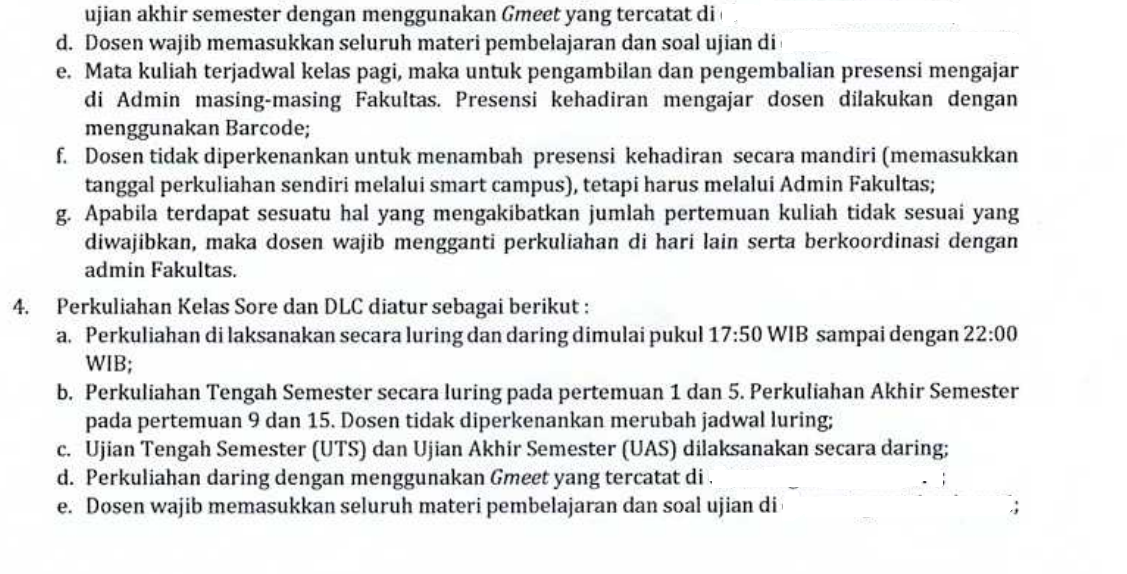 ujian akhir semester dengan menggunakan Gmeet yang tercatat di
d. Dosen wajib memasukkan seluruh materi pembelajaran dan soal ujian di
e. Mata kuliah terjadwal kelas pagi, maka untuk pengambilan dan pengembalian presensi mengajar
di Admin masing-masing Fakultas. Presensi kehadiran mengajar dosen dilakukan dengan
menggunakan Barcode;
f. Dosen tidak diperkenankan untuk menambah presensi kehadiran secara mandiri (memasukkan
tanggal perkuliahan sendiri melalui smart campus), tetapi harus melalui Admin Fakultas;
g. Apabila terdapat sesuatu hal yang mengakibatkan jumlah pertemuan kuliah tidak sesuai yang
diwajibkan, maka dosen wajib mengganti perkuliahan di hari lain serta berkoordinasi dengan
admin Fakultas.
4. Perkuliahan Kelas Sore dan DLC diatur sebagai berikut :
a. Perkuliahan di laksanakan secara luring dan daring dimulai pukul 17:50 WIB sampai dengan 22:00
WIB;
b. Perkuliahan Tengah Semester secara luring pada pertemuan 1 dan 5. Perkuliahan Akhir Semester
pada pertemuan 9 dan 15. Dosen tidak diperkenankan merubah jadwal luring;
c. Ujian Tengah Semester (UTS) dan Ujian Akhir Semester (UAS) dilaksanakan secara daring;
d. Perkuliahan daring dengan menggunakan Gmeet yang tercatat di ;
e. Dosen wajib memasukkan seluruh materi pembelajaran dan soal ujian di ;